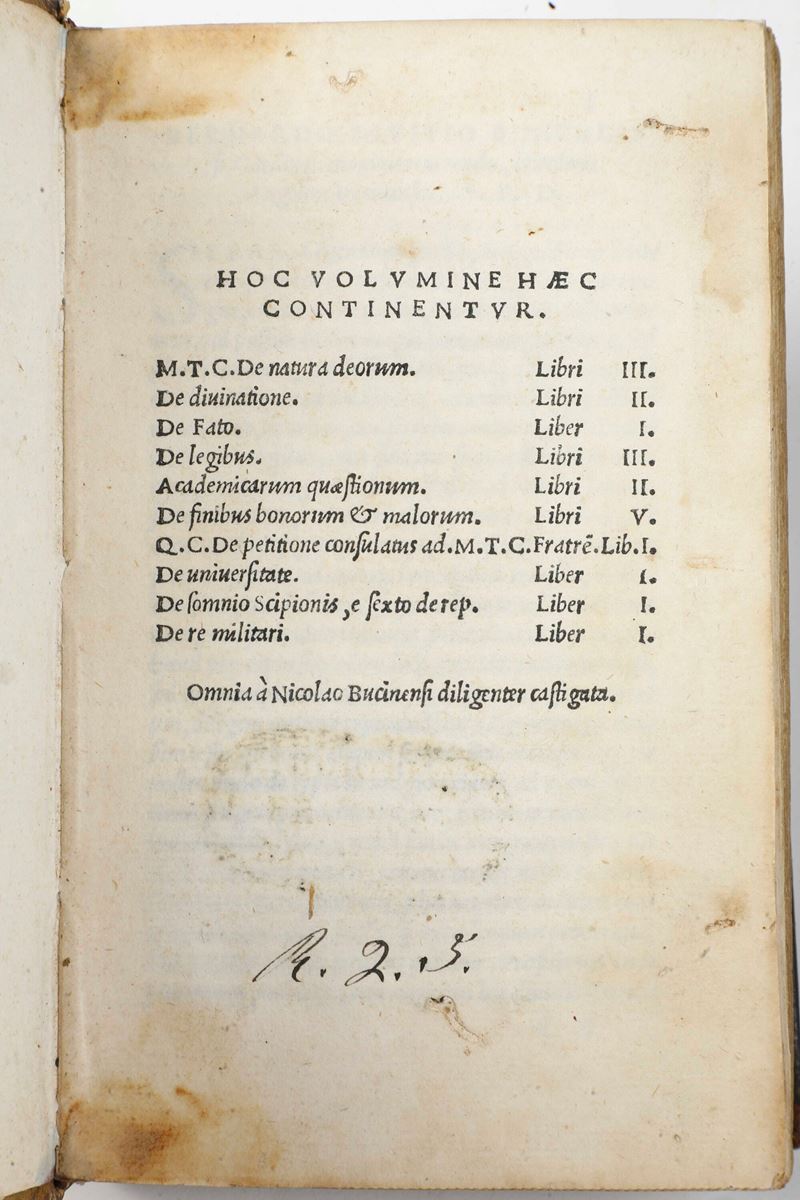 HOC VOLVMINE HÆC
CONTINENTVR.
M.T.C.De natura deorum. Libri III.
De diuinatione. Libri II.
De Fato. Liber I.
De legibus. Libri III.
Academicarum quæſtionum. Libri II.
De finibus bonorum & malorum. Libri V.
Q.C.De petitione conſulatus ad.M.T.C.Fratrē.Lib.I.
De uniuerſitate. Liber I.
De ſomnio Scipionis, e ſexto de rep. Liber I.
De re militari. Liber I.
Omnia à Nicolao Bucinenſi diligenter caſtigata.
R. 2. 5.